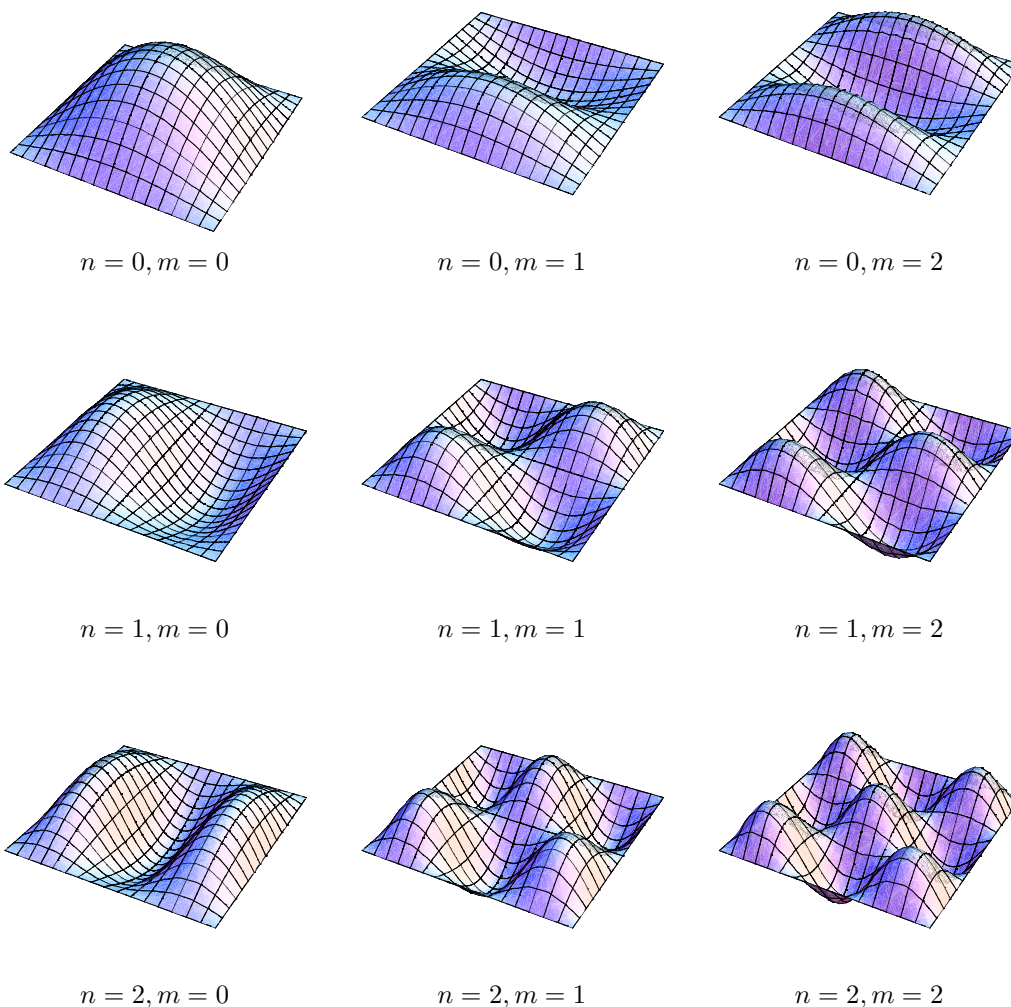 n = 0, m = 0
n = 0, m = 1
n = 0, m = 2
n = 1, m = 0
n = 1, m = 1
n = 1, m = 2
n = 2, m = 0
n = 2, m = 1
n = 2, m = 2